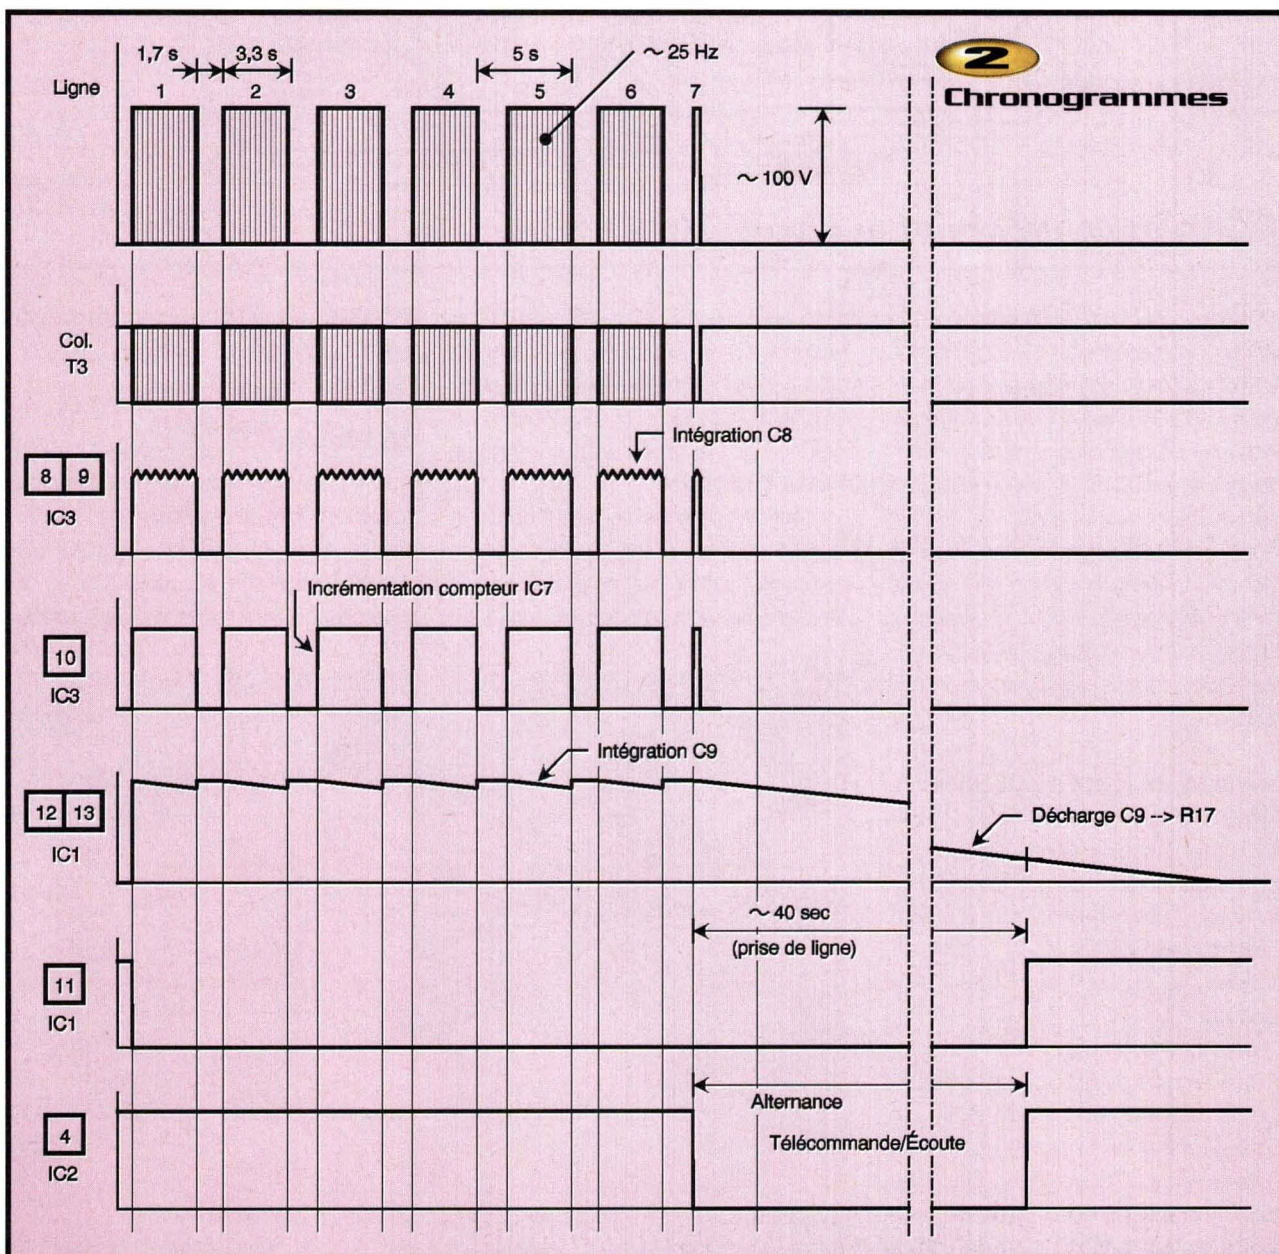 2
Chronogrammes
1,7 s
3,3 s
5 s
~ 25 Hz
Ligne
1 2 3 4 5 6 7
~ 100 V
Col.
T3
Intégration C8
8 9
IC3
Incrémentation compteur IC7
10
IC3
Intégration C9
12 13
IC1
Décharge C9 --> R17
~ 40 sec
(prise de ligne)
11
IC1
Alternance
Télécommande/Écoute
4
IC2